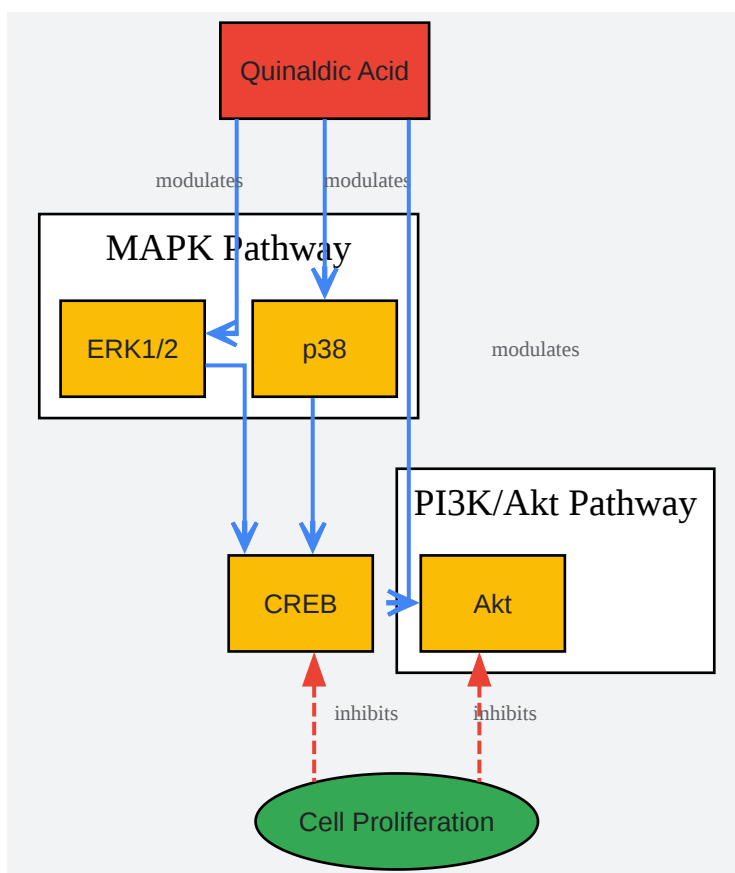 Quinaldic Acid
modulates
modulates
MAPK Pathway
ERK1/2
p38
modulates
PI3K/Akt Pathway
CREB
Akt
inhibits
inhibits
Cell Proliferation